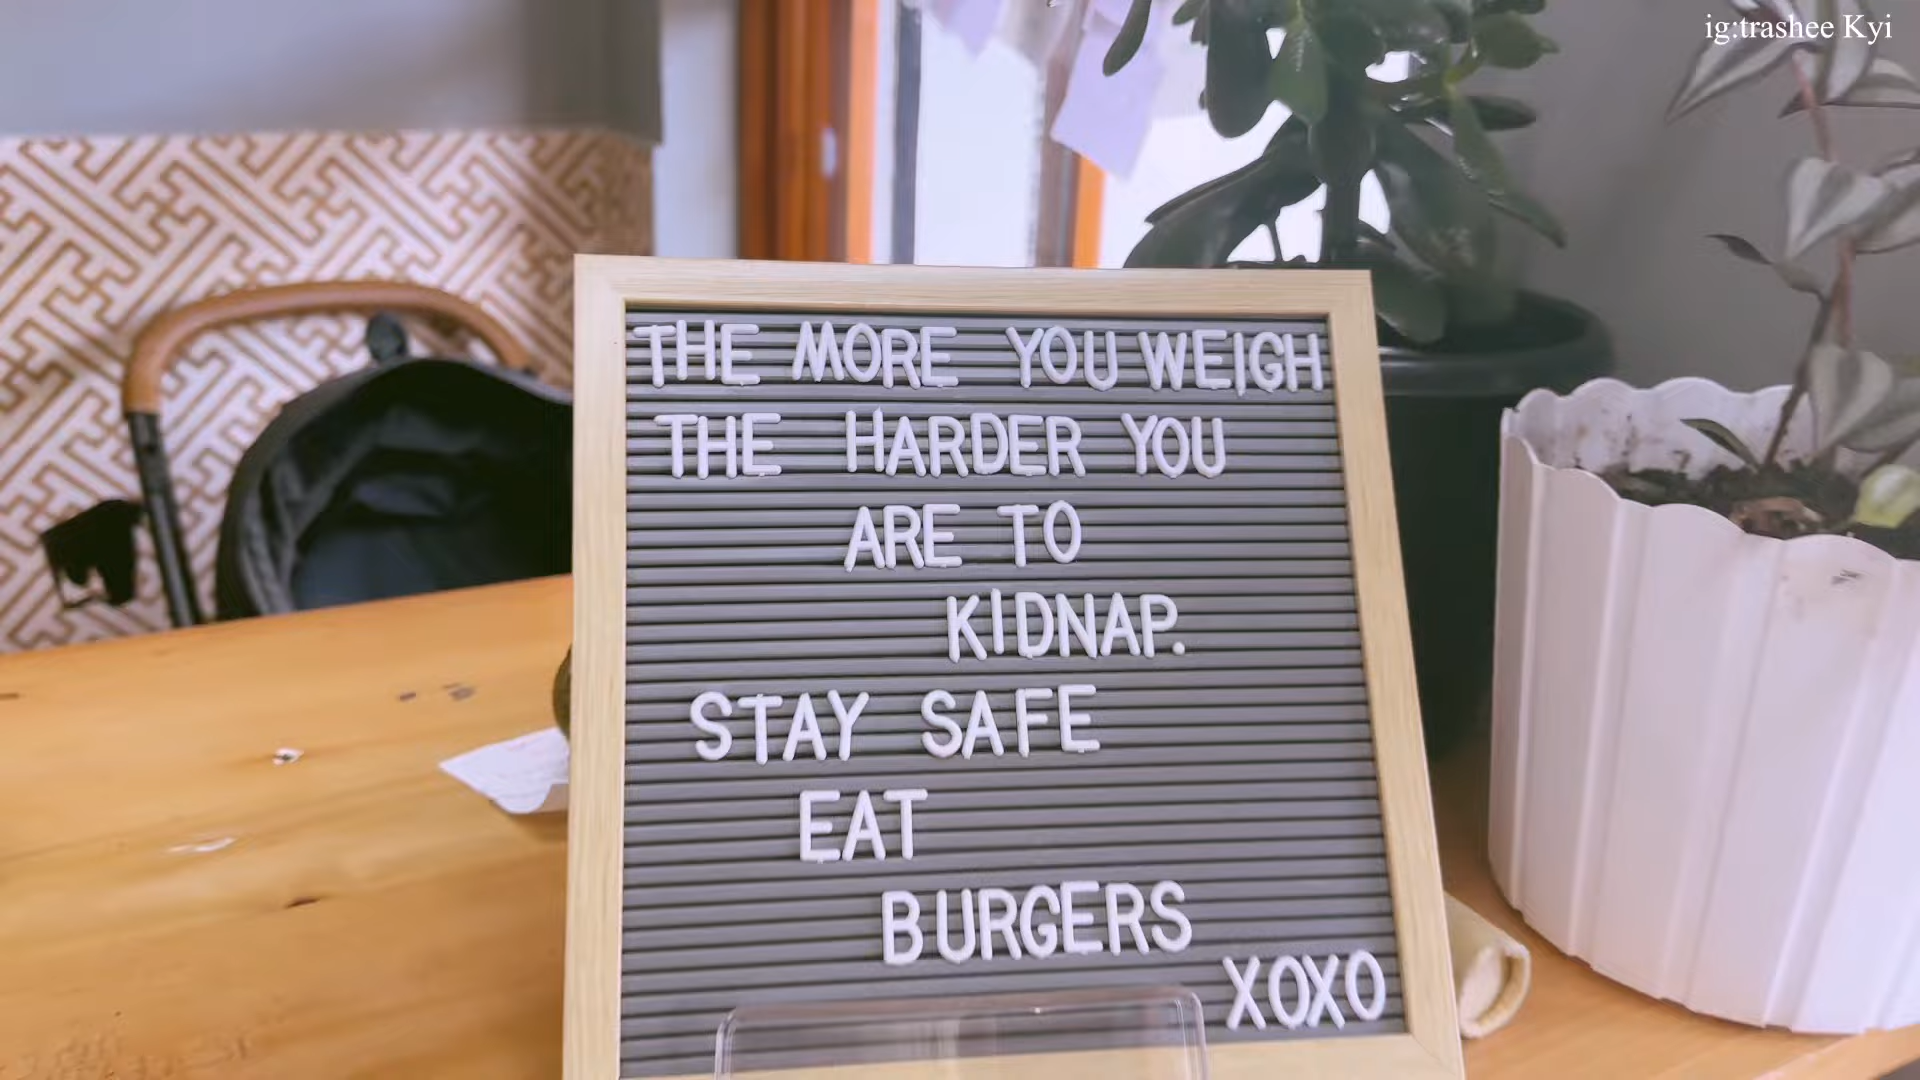 ig:trashee Kyi
THE MORE YOU WEIGH
THE HARDER YOU
ARE TO
KIDNAP.
STAY SAFE
EAT
BURGERS
XOXO